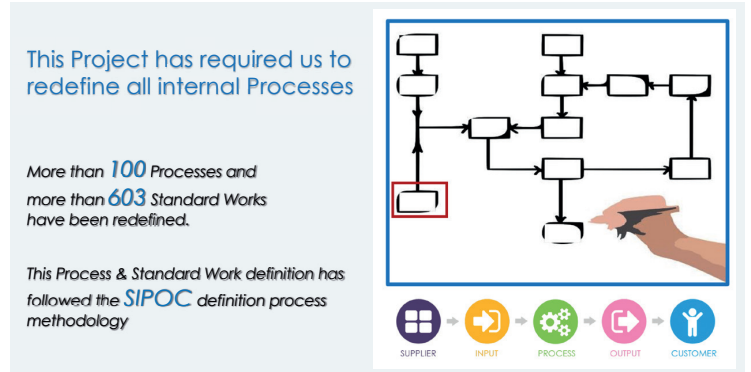 This Project has required us to
redefine all internal Processes
More than 100 Processes and
more than 603 Standard Works
have been redefined.
This Process & Standard Work definition has
followed the SIPOC definition process
methodology
SUPPLIER
INPUT
PROCESS
OUTPUT
CUSTOMER